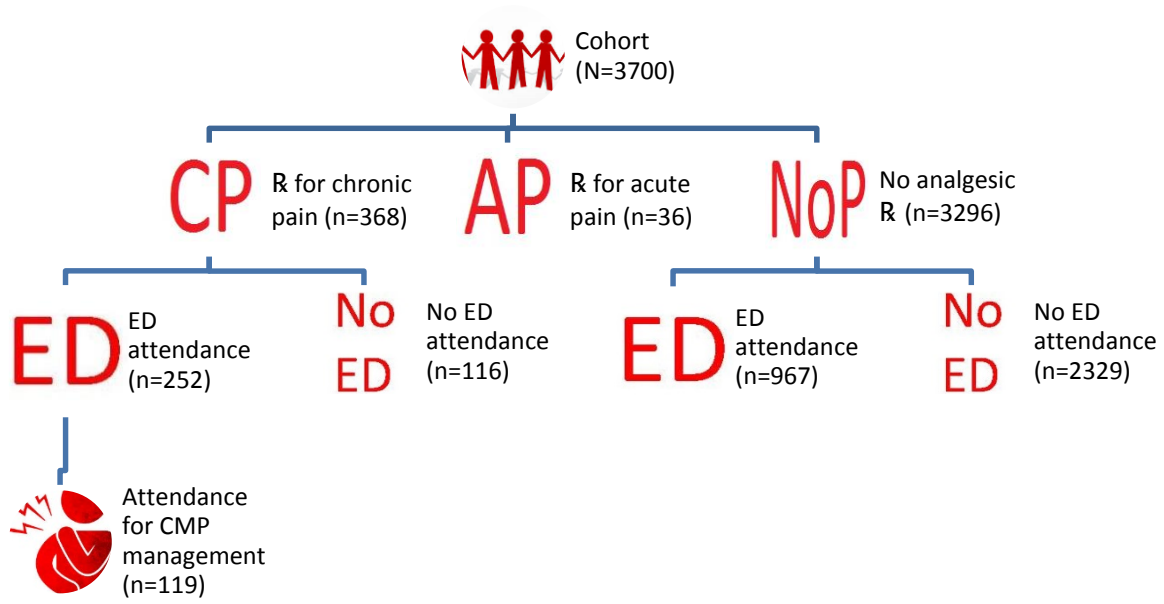 Cohort
(N=3700)
CP
℞ for chronic
pain (n=368)
AP
℞ for acute
pain (n=36)
NoP
No analgesic
℞ (n=3296)
ED
ED
attendance
(n=252)
No
ED
No ED
attendance
(n=116)
ED
ED
attendance
(n=967)
No
ED
No ED
attendance
(n=2329)
Attendance
for CMP
management
(n=119)